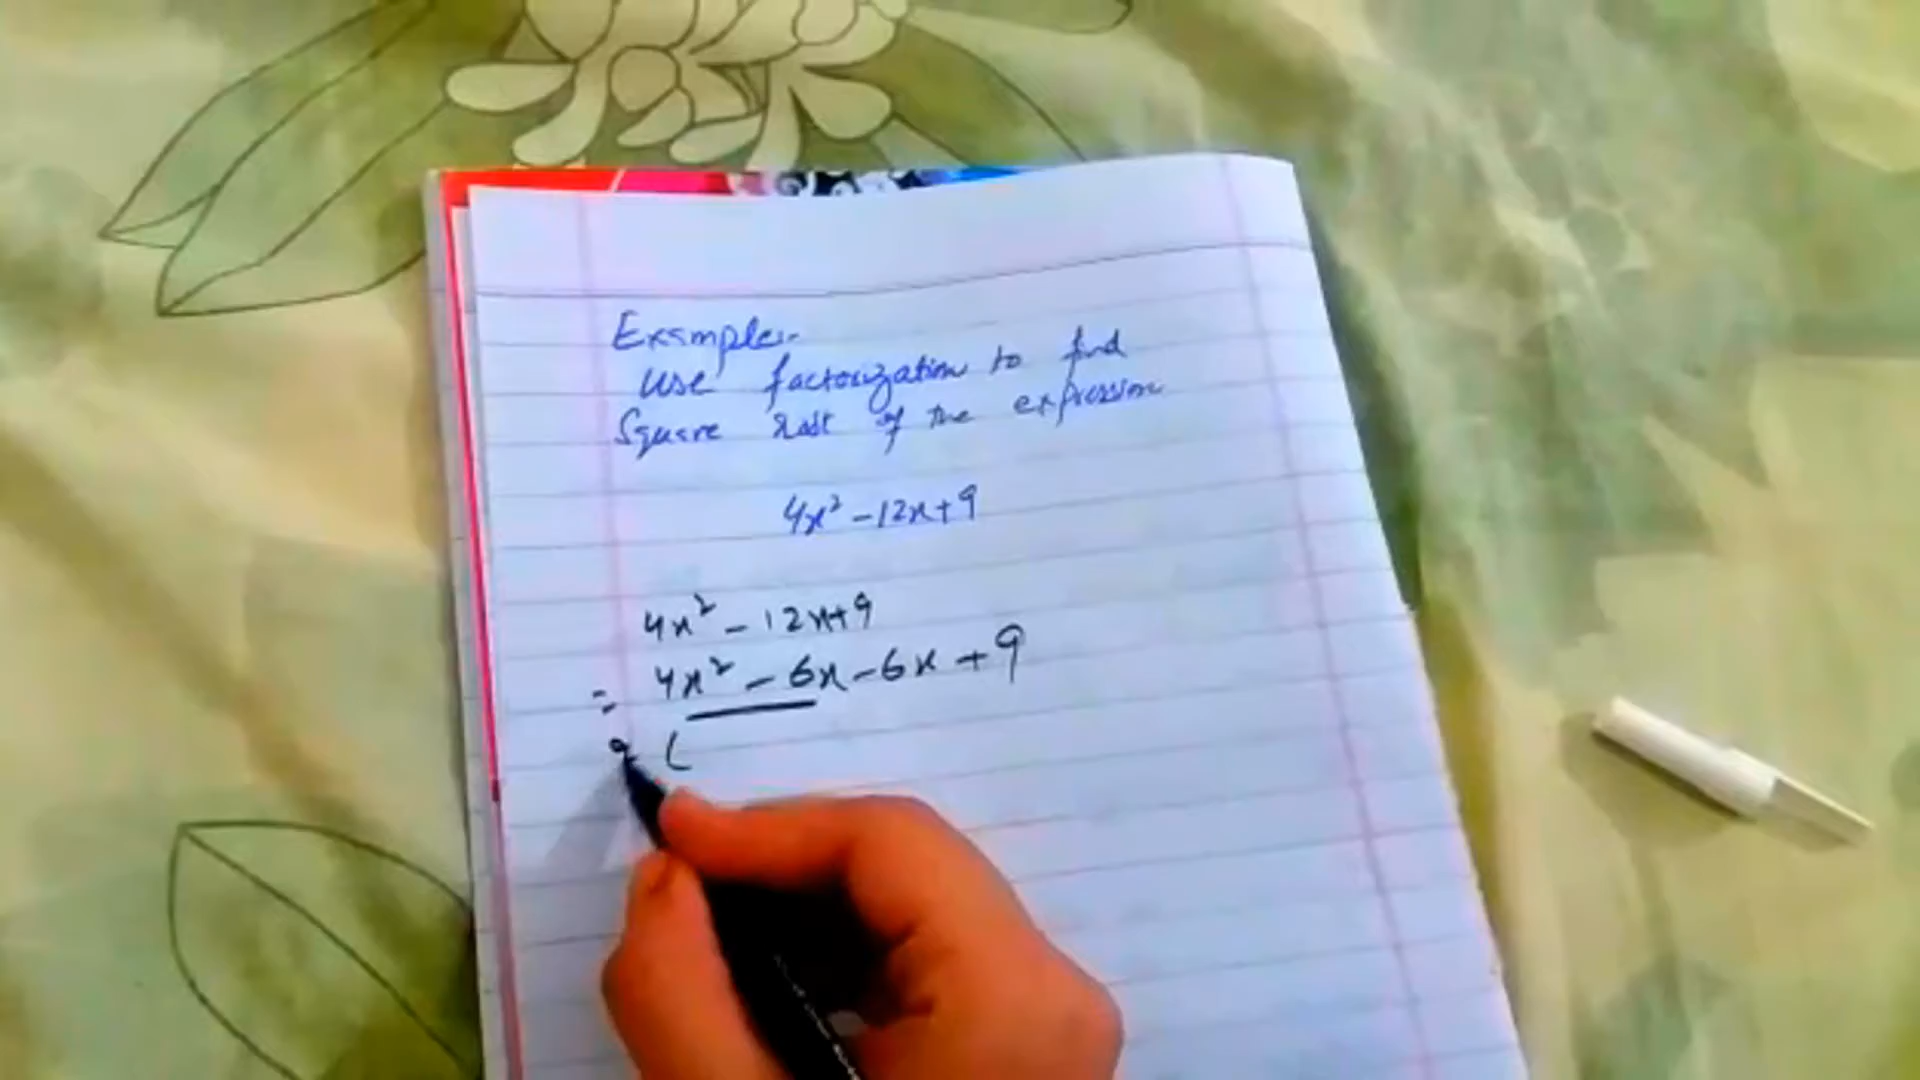 Example:-
Use factorization to find
Square root of the expression
4x² - 12x + 9
4x² - 12x + 9
= 4x² - 6x - 6x + 9
(